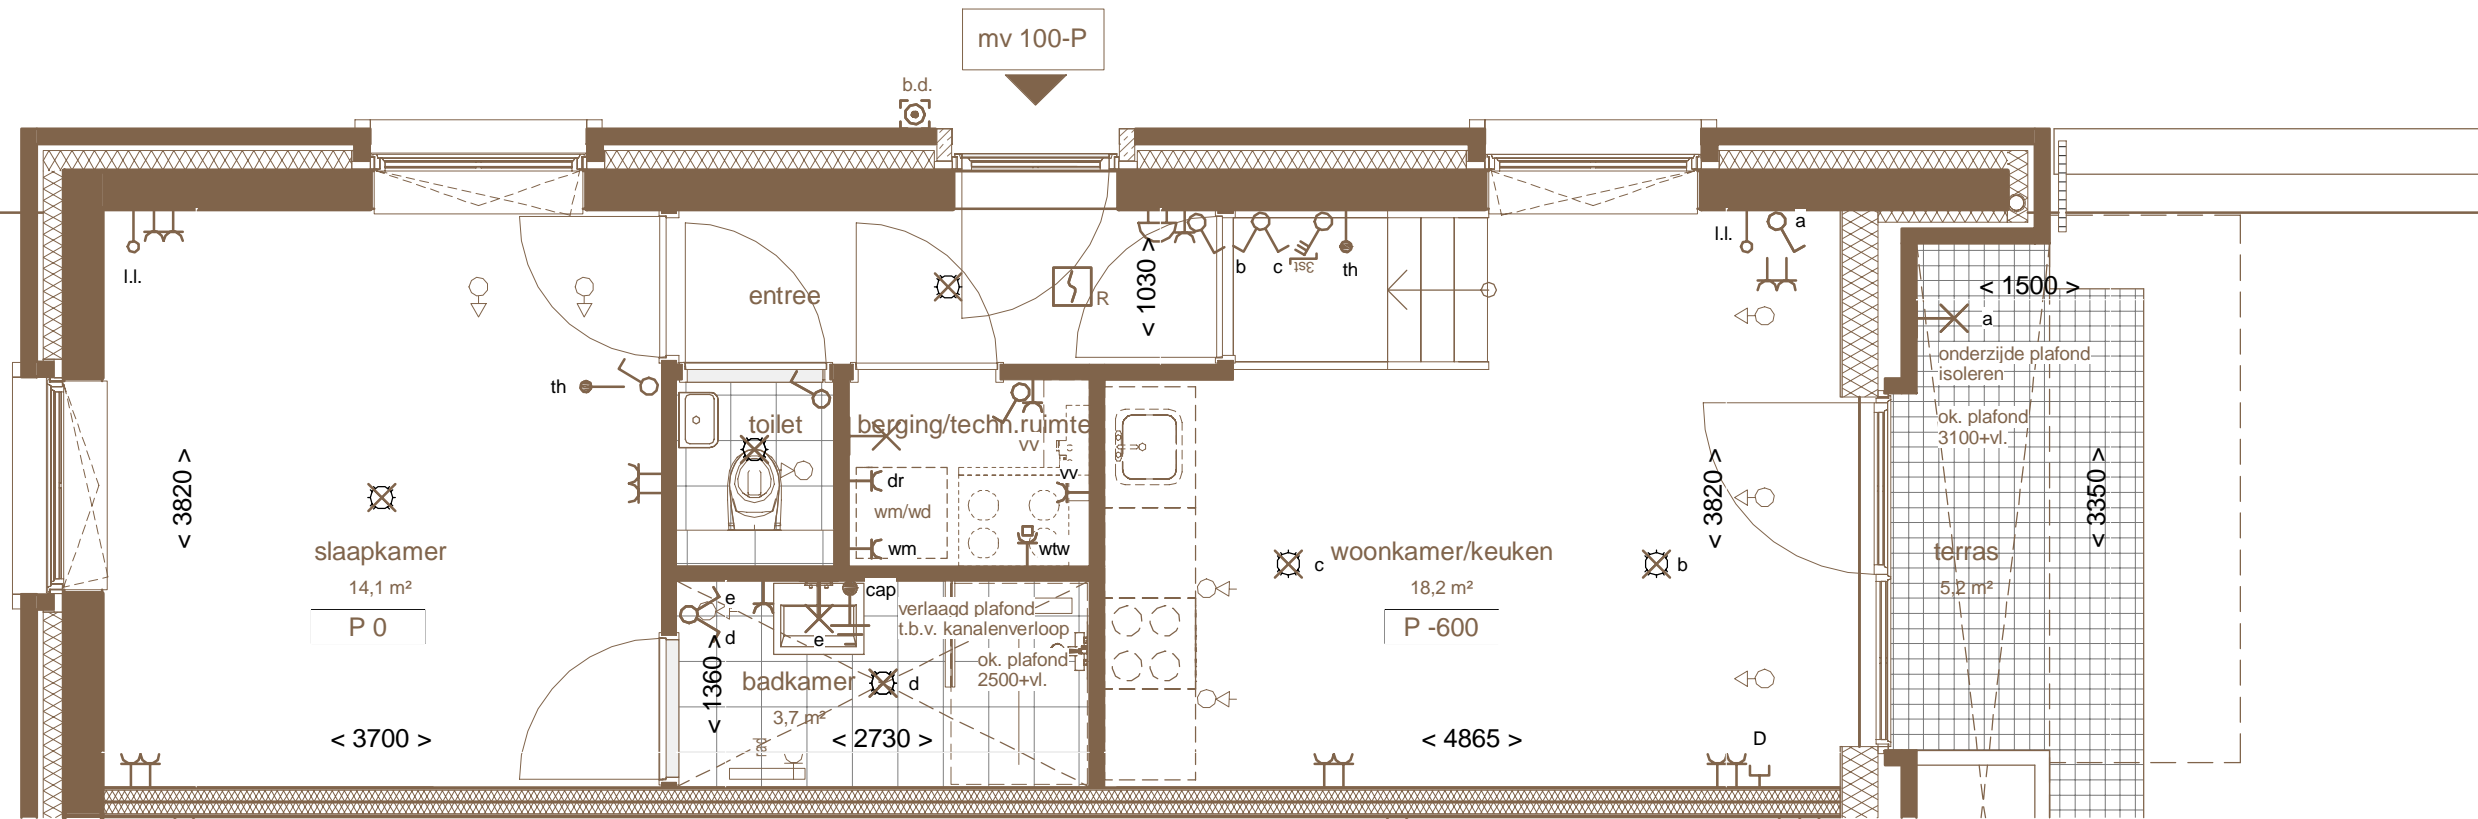 mv 100-P
b.d.
l.l.
< 3820 >
slaapkamer
14,1 m²
P 0
< 3700 >
th
entree
R
< 1030 >
b
c
3st
th
toilet
berging/techn.ruimte
vv
vv
dr
wm/wd
wm
wtw
cap
e
d
e
verlaagd plafond
t.b.v. kanalenverloop
ok. plafond
2500+vl.
< 1360 >
badkamer
d
3,7 m²
rad
< 2730 >
l.l.
a
c
woonkamer/keuken
18,2 m²
P -600
b
< 3820 >
< 4865 >
D
< 1500 >
a
onderzijde plafond
isoleren
ok. plafond
3100+vl.
< 3350 >
terras
5,2 m²